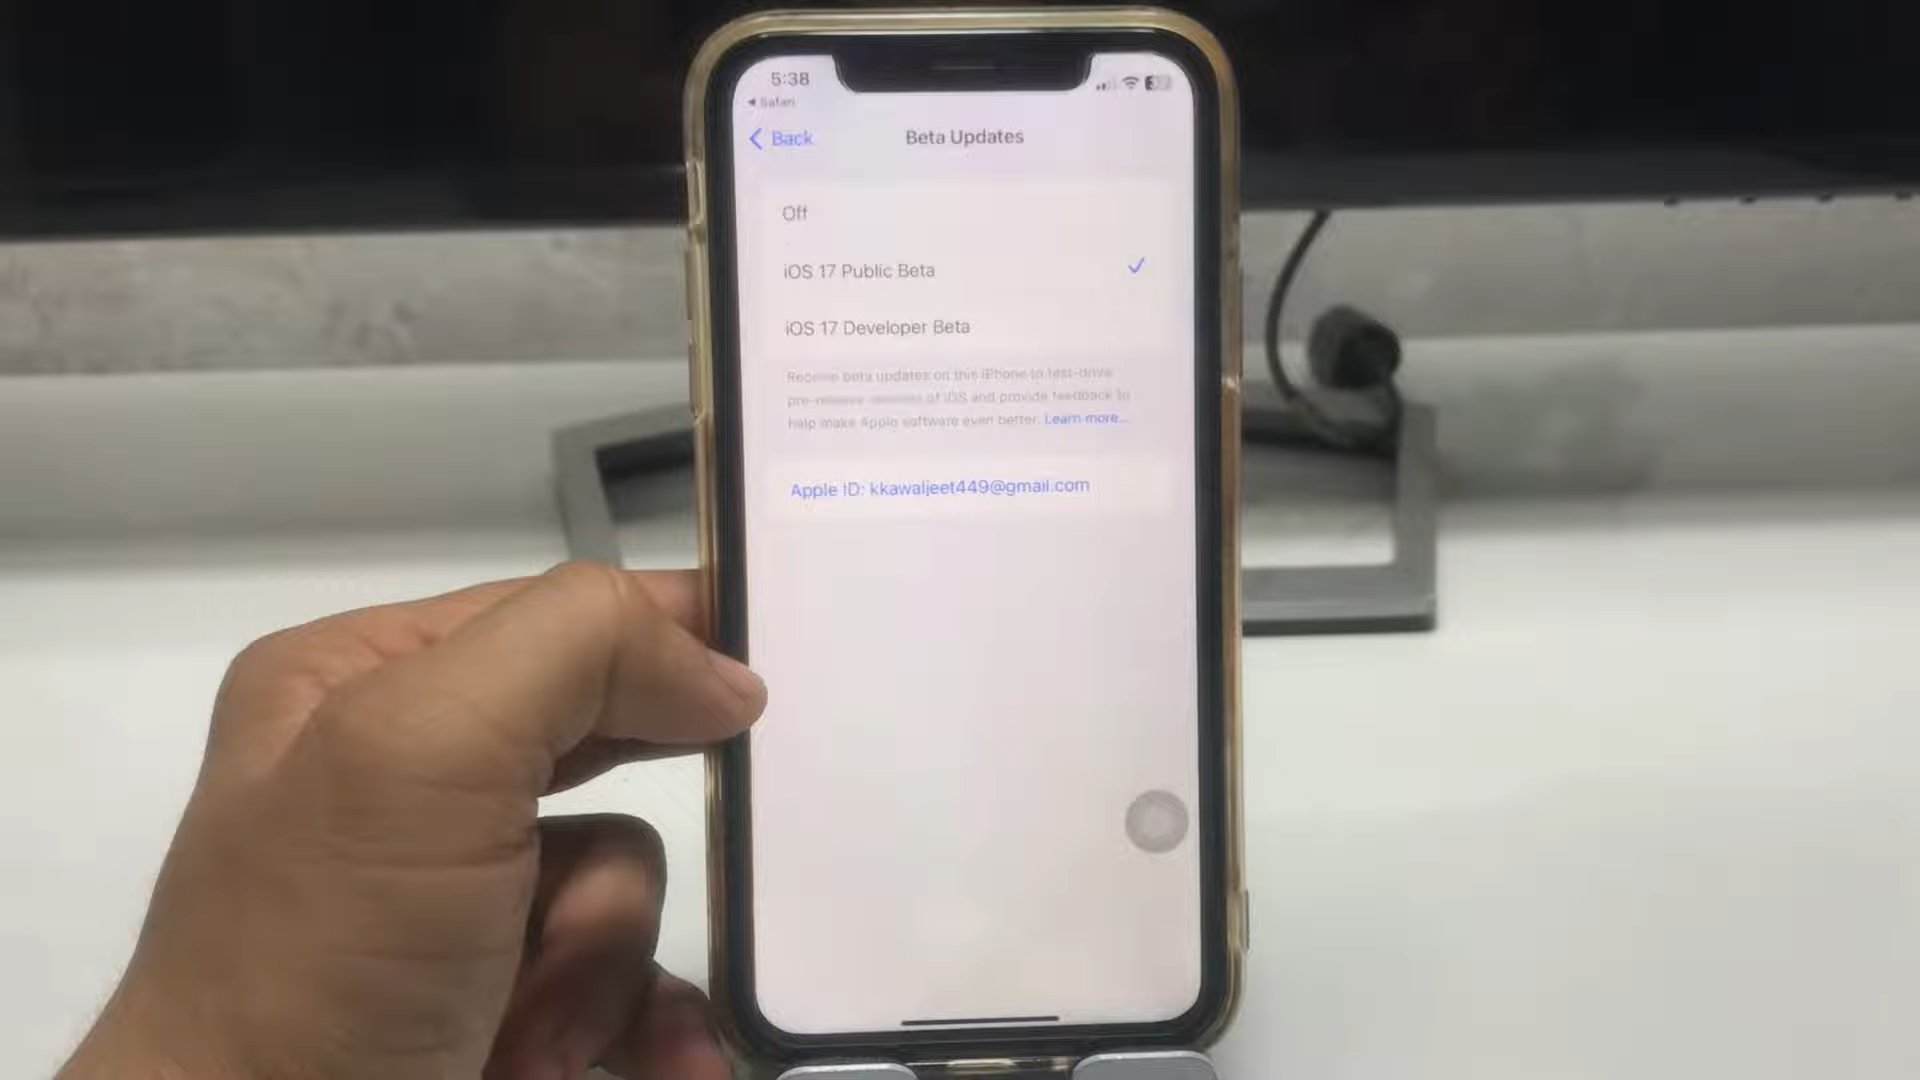 5:38
Safari
Back
Beta Updates
Off
iOS 17 Public Beta
iOS 17 Developer Beta
Receive beta updates on this iPhone to test-drive
pre-release versions of iOS and provide feedback to
help make Apple software even better. Learn more...
Apple ID: kkawaljeet449@gmail.com